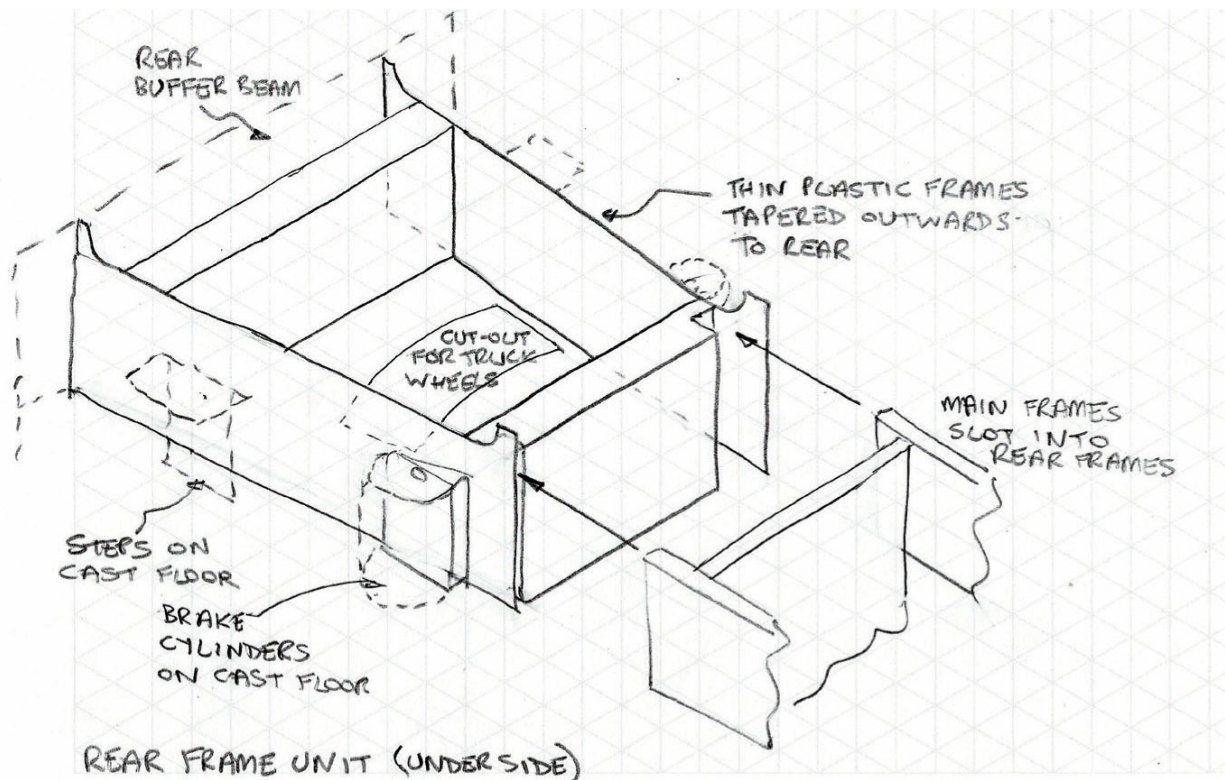 REAR
BUFFER BEAM
THIN PLASTIC FRAMES
TAPERED OUTWARDS
TO REAR
CUT-OUT
FOR TRUCK
WHEELS
MAIN FRAMES
SLOT INTO
REAR FRAMES
STEPS ON
CAST FLOOR
BRAKE
CYLINDERS
ON CAST FLOOR
REAR FRAME UNIT (UNDERSIDE)